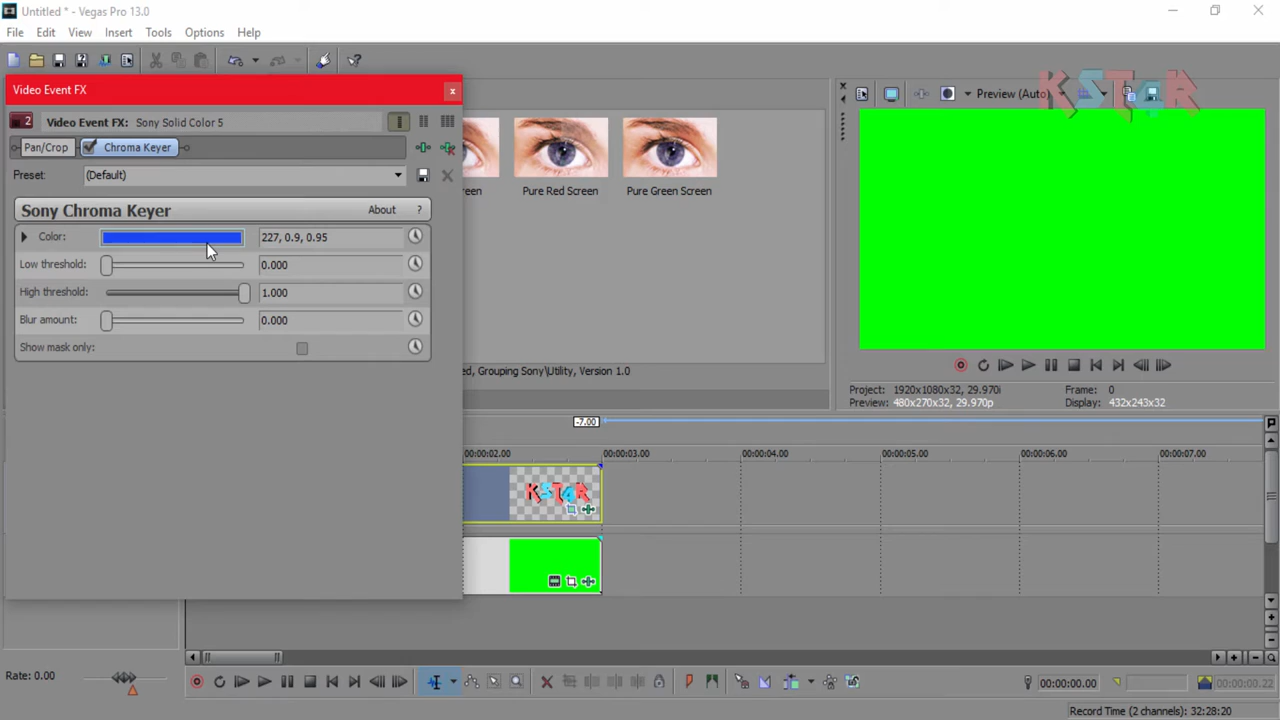 Untitled * - Vegas Pro 13.0
File Edit View Insert Tools Options Help
Video Event FX x
2 Video Event FX: Sony Solid Color 5
Pan/Crop Chroma Keyer
Preset: (Default)
Sony Chroma Keyer About ?
Color: 227, 0.9, 0.95
Low threshold: 0.000
High threshold: 1.000
Blur amount: 0.000
Show mask only:
een Pure Red Screen Pure Green Screen
ed, Grouping Sony\Utility, Version 1.0
Preview (Auto)
KST4R
Project: 1920x1080x32, 29.970i Frame: 0
Preview: 480x270x32, 29.970p Display: 432x243x32
-7.00
00:00:02.00 00:00:03.00 00:00:04.00 00:00:05.00 00:00:06.00 00:00:07.00
KST4R
Rate: 0.00
00:00:00.00 00:00:00.22
Record Time (2 channels): 32:28:20